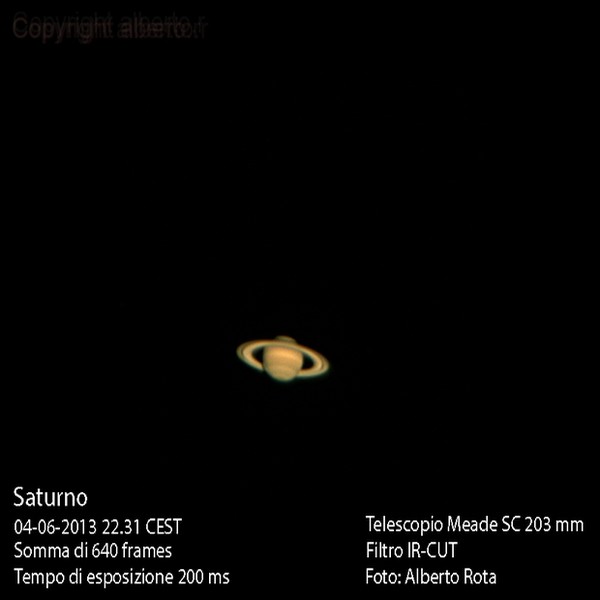 Copyright alberto.r
Saturno
04-06-2013 22.31 CEST
Somma di 640 frames
Tempo di esposizione 200 ms
Telescopio Meade SC 203 mm
Filtro IR-CUT
Foto: Alberto Rota